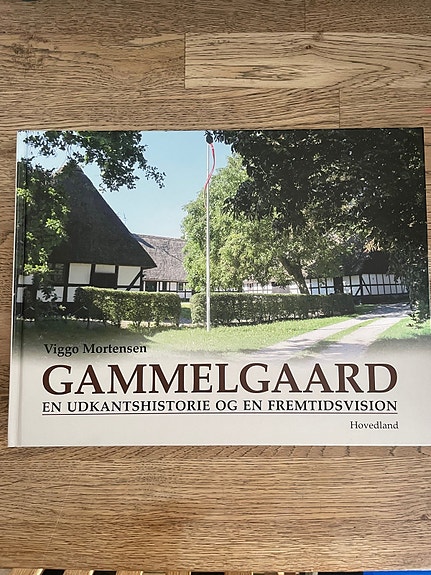 Viggo Mortensen
GAMMELGAARD
EN UDKANTSHISTORIE OG EN FREMTIDSVISION
Hovedland